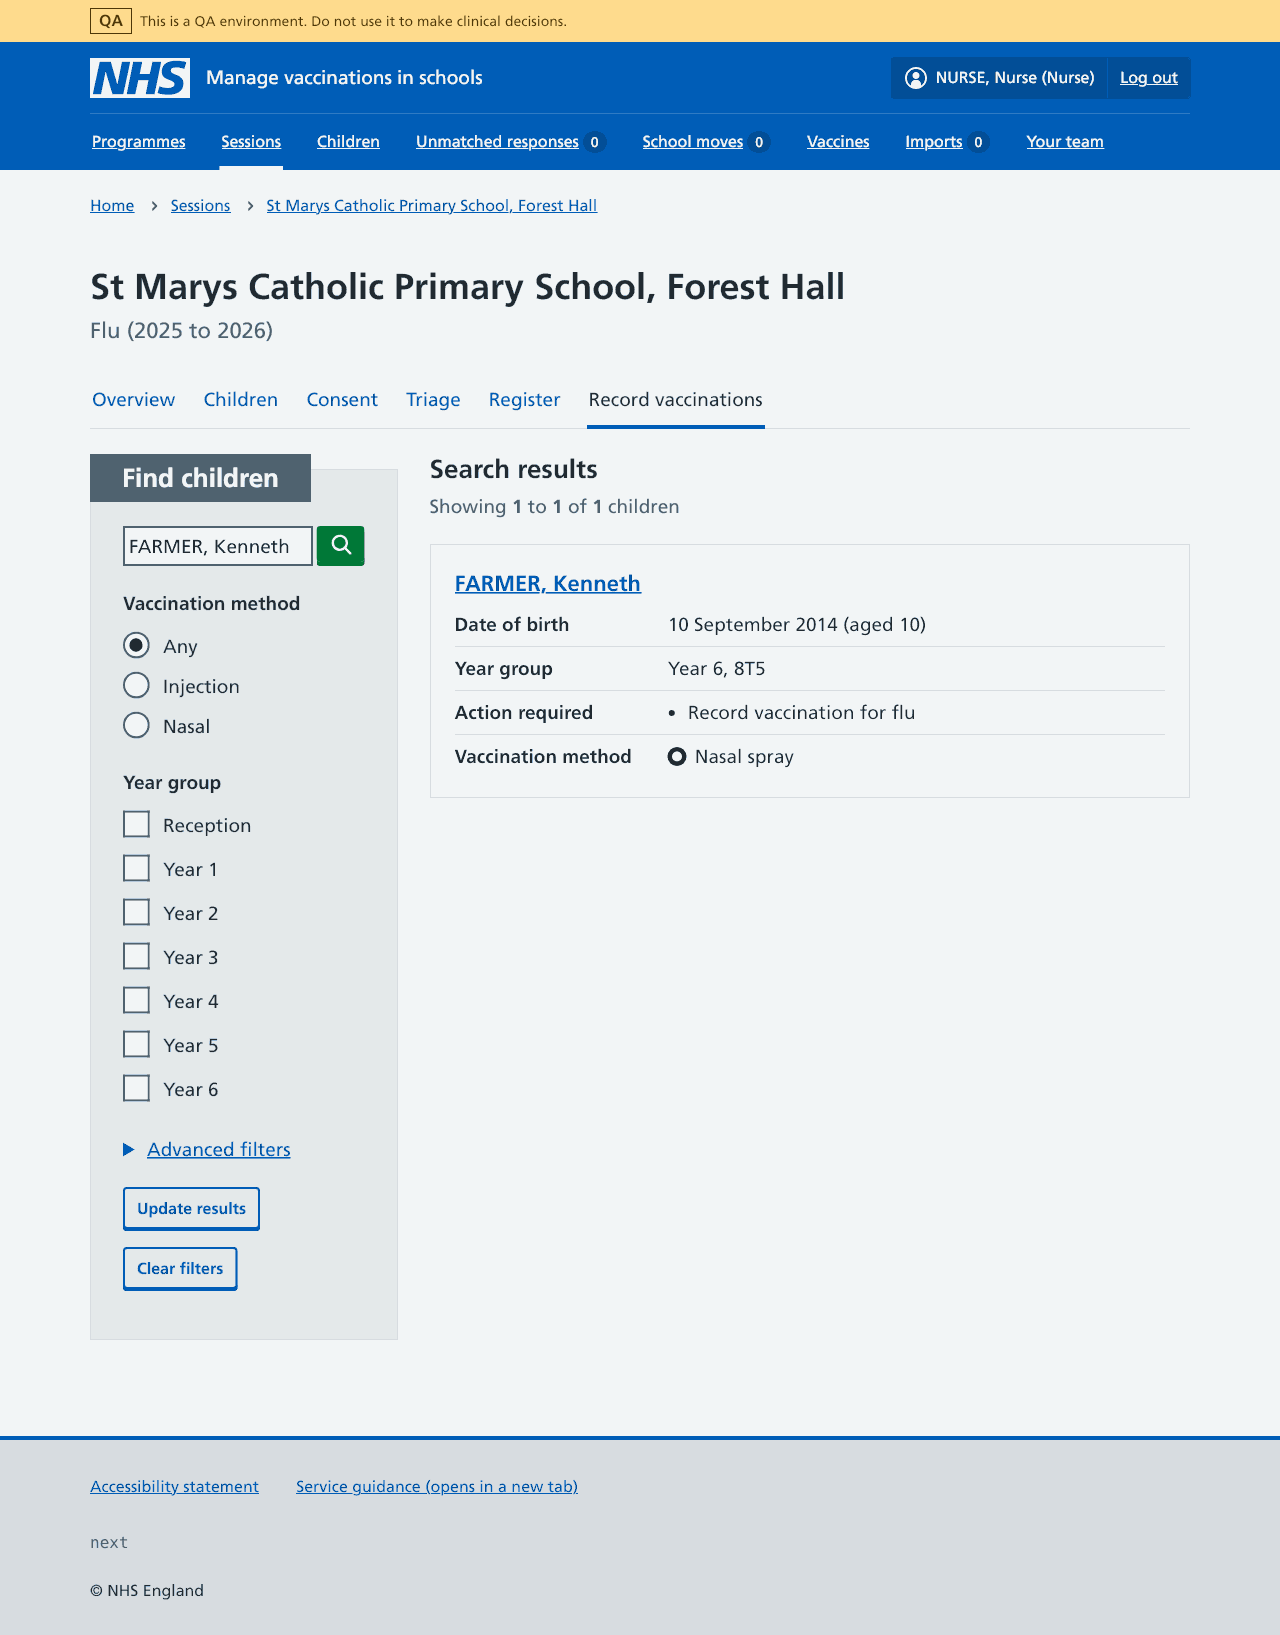 QA This is a QA environment. Do not use it to make clinical decisions.
NHS Manage vaccinations in schools NURSE, Nurse (Nurse) Log out
Programmes Sessions Children Unmatched responses 0 School moves 0 Vaccines Imports 0 Your team
Home Sessions St Marys Catholic Primary School, Forest Hall
St Marys Catholic Primary School, Forest Hall
Flu (2025 to 2026)
Overview Children Consent Triage Register Record vaccinations
Find children
FARMER, Kenneth
Vaccination method
Any
Injection
Nasal
Year group
Reception
Year 1
Year 2
Year 3
Year 4
Year 5
Year 6
Advanced filters
Update results
Clear filters
Search results
Showing 1 to 1 of 1 children
FARMER, Kenneth
Date of birth 10 September 2014 (aged 10)
Year group Year 6, 8T5
Action required • Record vaccination for flu
Vaccination method Nasal spray
Accessibility statement Service guidance (opens in a new tab)
next
© NHS England